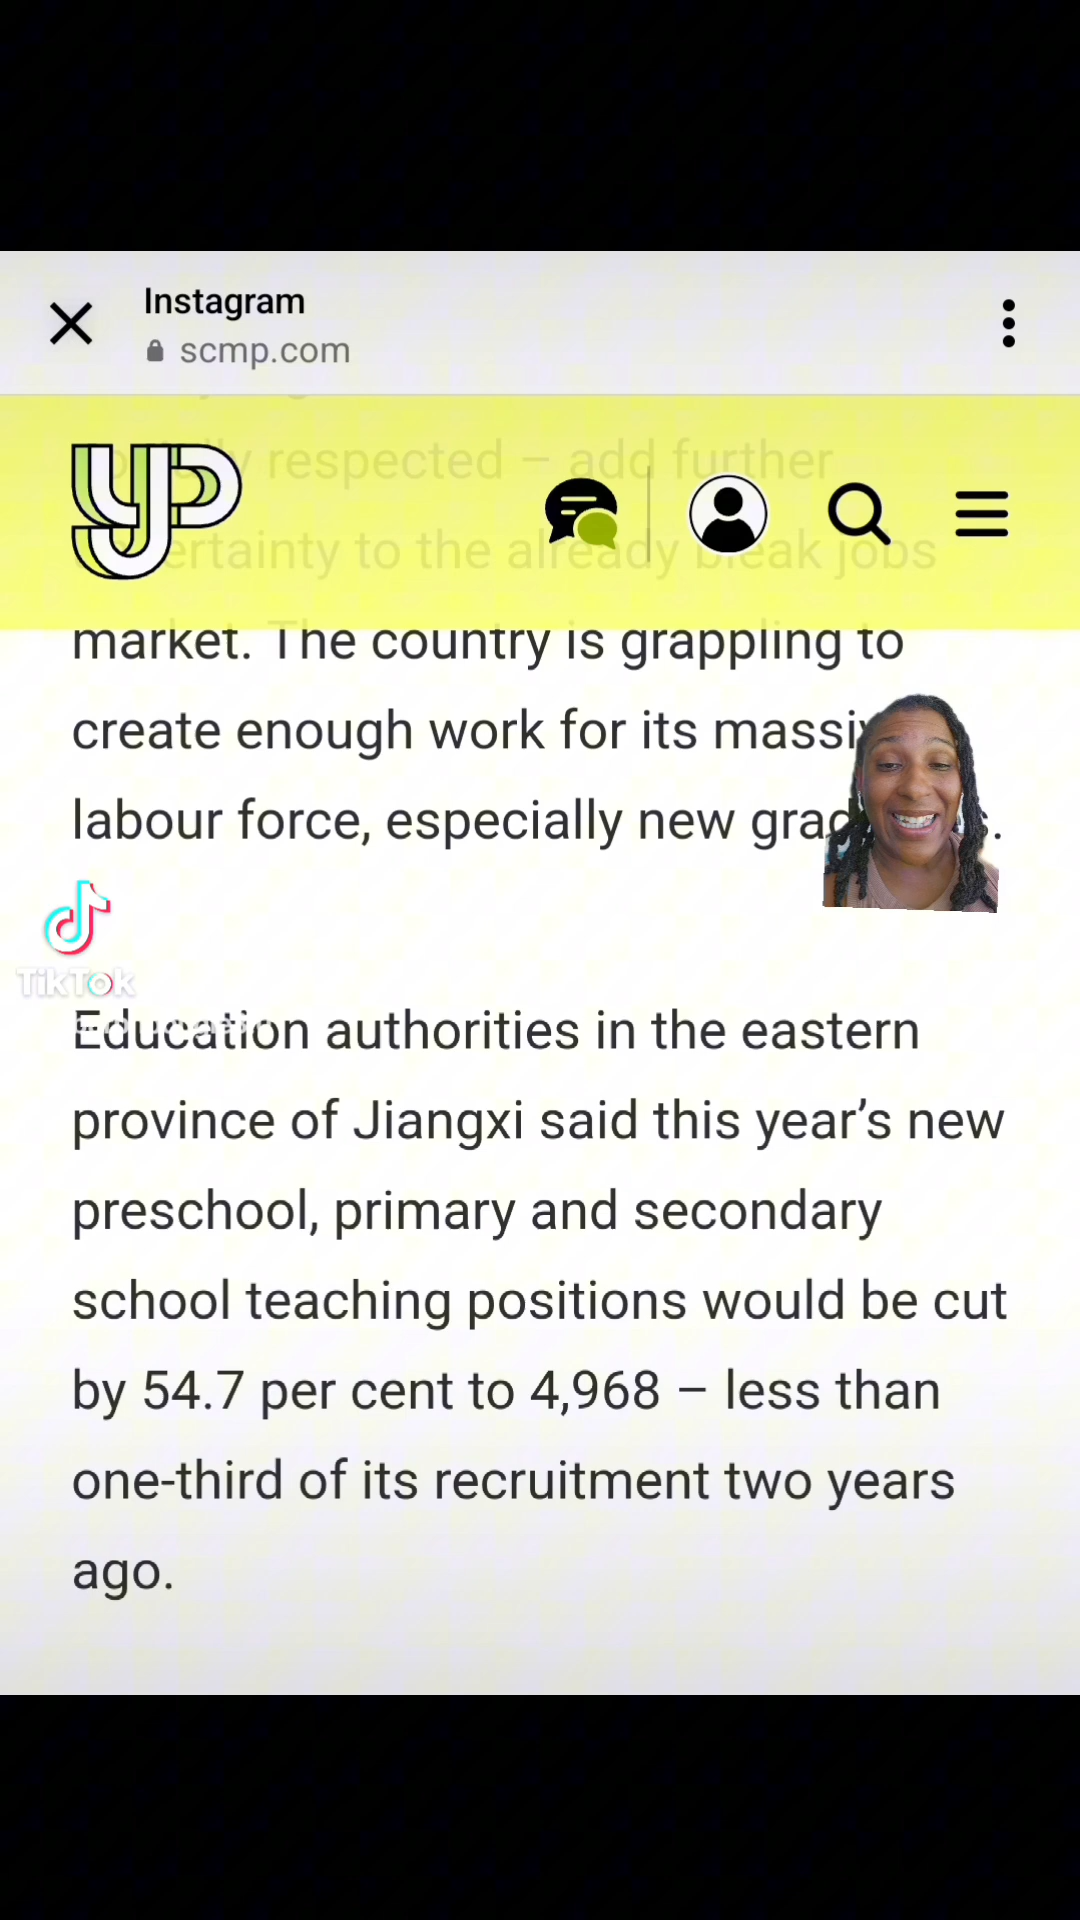 Instagram
scmp.com
YP
respected – add further
ertainty to the already bleak jobs
market. The country is grappling to
create enough work for its massiv
labour force, especially new grad s.
TikTok
Education authorities in the eastern
province of Jiangxi said this year’s new
preschool, primary and secondary
school teaching positions would be cut
by 54.7 per cent to 4,968 – less than
one-third of its recruitment two years
ago.